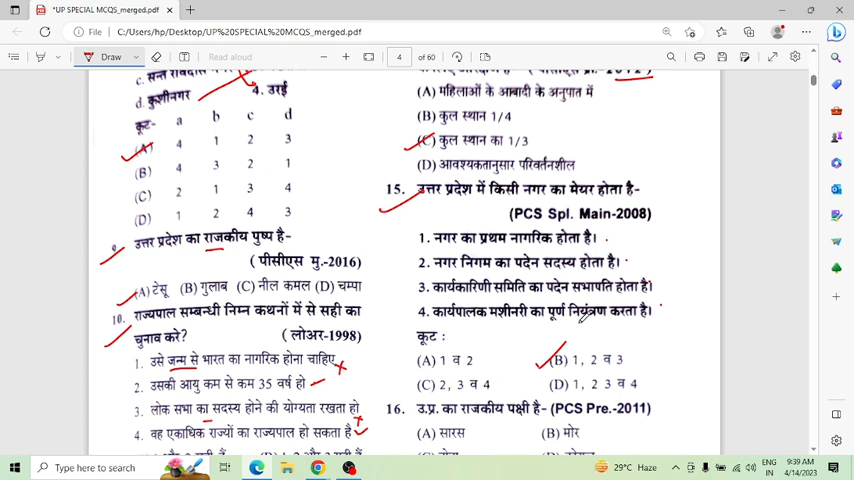 *UP SPECIAL MCQS_merged.pdf
File
C:/Users/hp/Desktop/UP%20SPECIAL%20MCQS_merged.pdf
Draw
Read aloud
4
of 60
c. सन्त रविदास नगर
d. कुशीनगर 4. उरई
कूट- a b c d
(A) 4 1 2 3
(B) 4 3 2 1
(C) 2 1 3 4
(D) 1 2 4 3
9. उत्तर प्रदेश का राजकीय पुष्प है-
(पीसीएस मु.-2016)
(A) टेसू (B) गुलाब (C) नील कमल (D) चम्पा
10. राज्यपाल सम्बन्धी निम्न कथनों में से सही का
चुनाव करे? (लोअर-1998)
1. उसे जन्म से भारत का नागरिक होना चाहिए
2. उसकी आयु कम से कम 35 वर्ष हो
3. लोक सभा का सदस्य होने की योग्यता रखता हो
4. वह एकाधिक राज्यों का राज्यपाल हो सकता है
(A) महिलाओं के आबादी के अनुपात में
(B) कुल स्थान 1/4
(C) कुल स्थान का 1/3
(D) आवश्यकतानुसार परिवर्तनशील
15. उत्तर प्रदेश में किसी नगर का मेयर होता है-
(PCS Spl. Main-2008)
1. नगर का प्रथम नागरिक होता है।
2. नगर निगम का पदेन सदस्य होता है।
3. कार्यकारिणी समिति का पदेन सभापति होता है।
4. कार्यपालक मशीनरी का पूर्ण नियंत्रण करता है।
कूट :
(A) 1 व 2 (B) 1, 2 व 3
(C) 2, 3 व 4 (D) 1, 2 3 व 4
16. उ.प्र. का राजकीय पक्षी है- (PCS Pre.-2011)
(A) सारस (B) मोर
Type here to search
29°C Haze
ENG
IN
9:39 AM
4/14/2023